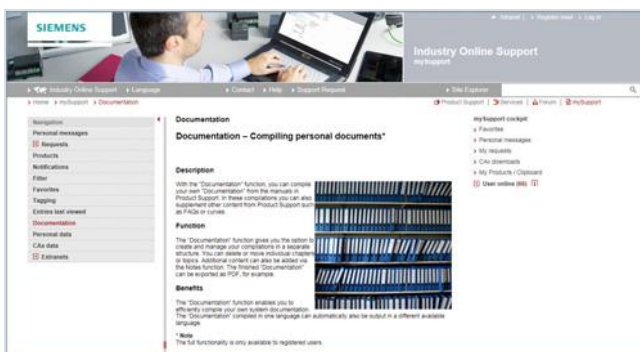 SIEMENS
Intranet | Register now! Log in
Industry Online Support
mySupport
Industry Online Support Language Contact Help Support Request Site Explorer
Home mySupport Documentation
Product Support Services Forum mySupport
Navigation
Personal messages
Requests
Products
Notifications
Filter
Favorites
Tagging
Entries last viewed
Documentation
Personal data
CAx data
Extranets
Documentation
Documentation – Compiling personal documents*
Description
With the "Documentation" function, you can compile
your own "Documentation" from the manuals in
Product Support; in these compilations you can also
supplement other content from Product Support such
as FAQs or curves.
Function
The "Documentation" function gives you the option to
create and manage your compilations in a separate
structure. You can delete or move individual chapters
or topics. Additional content can also be added via
the Notes function. The finished "Documentation"
can be exported as PDF, for example.
Benefits
The "Documentation" function enables you to
efficiently compile your own system documentation.
The "Documentation" compiled in one language can automatically also be output in a different available
language.
* Note
The full functionality is only available to registered users.
mySupport cockpit
Favorites
Personal messages
My requests
CAx downloads
My Products / Clipboard
User online